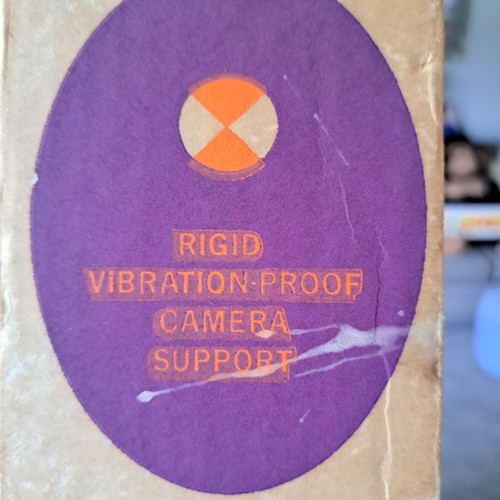 RIGID
VIBRATION-PROOF
CAMERA
SUPPORT